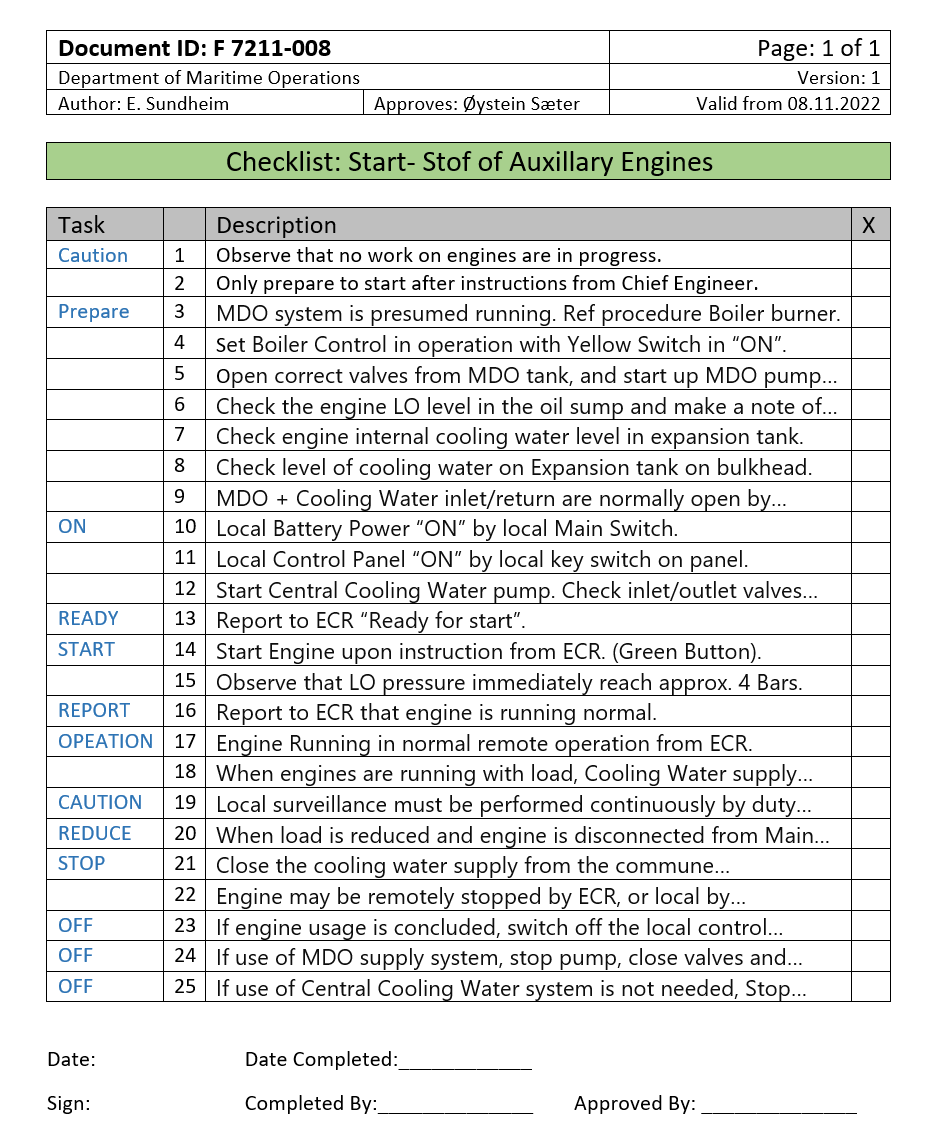 Document ID: F 7211-008 Page: 1 of 1
Department of Maritime Operations Version: 1
Author: E. Sundheim Approves: Øystein Sæter Valid from 08.11.2022
Checklist: Start- Stof of Auxillary Engines
Task Description X
Caution 1 Observe that no work on engines are in progress.
2 Only prepare to start after instructions from Chief Engineer.
Prepare 3 MDO system is presumed running. Ref procedure Boiler burner.
4 Set Boiler Control in operation with Yellow Switch in “ON”.
5 Open correct valves from MDO tank, and start up MDO pump...
6 Check the engine LO level in the oil sump and make a note of...
7 Check engine internal cooling water level in expansion tank.
8 Check level of cooling water on Expansion tank on bulkhead.
9 MDO + Cooling Water inlet/return are normally open by...
ON 10 Local Battery Power “ON” by local Main Switch.
11 Local Control Panel “ON” by local key switch on panel.
12 Start Central Cooling Water pump. Check inlet/outlet valves...
READY 13 Report to ECR “Ready for start”.
START 14 Start Engine upon instruction from ECR. (Green Button).
15 Observe that LO pressure immediately reach approx. 4 Bars.
REPORT 16 Report to ECR that engine is running normal.
OPEATION 17 Engine Running in normal remote operation from ECR.
18 When engines are running with load, Cooling Water supply...
CAUTION 19 Local surveillance must be performed continuously by duty...
REDUCE 20 When load is reduced and engine is disconnected from Main...
STOP 21 Close the cooling water supply from the commune...
22 Engine may be remotely stopped by ECR, or local by...
OFF 23 If engine usage is concluded, switch off the local control...
OFF 24 If use of MDO supply system, stop pump, close valves and...
OFF 25 If use of Central Cooling Water system is not needed, Stop...
Date: Date Completed:____________
Sign: Completed By:______________ Approved By: ______________